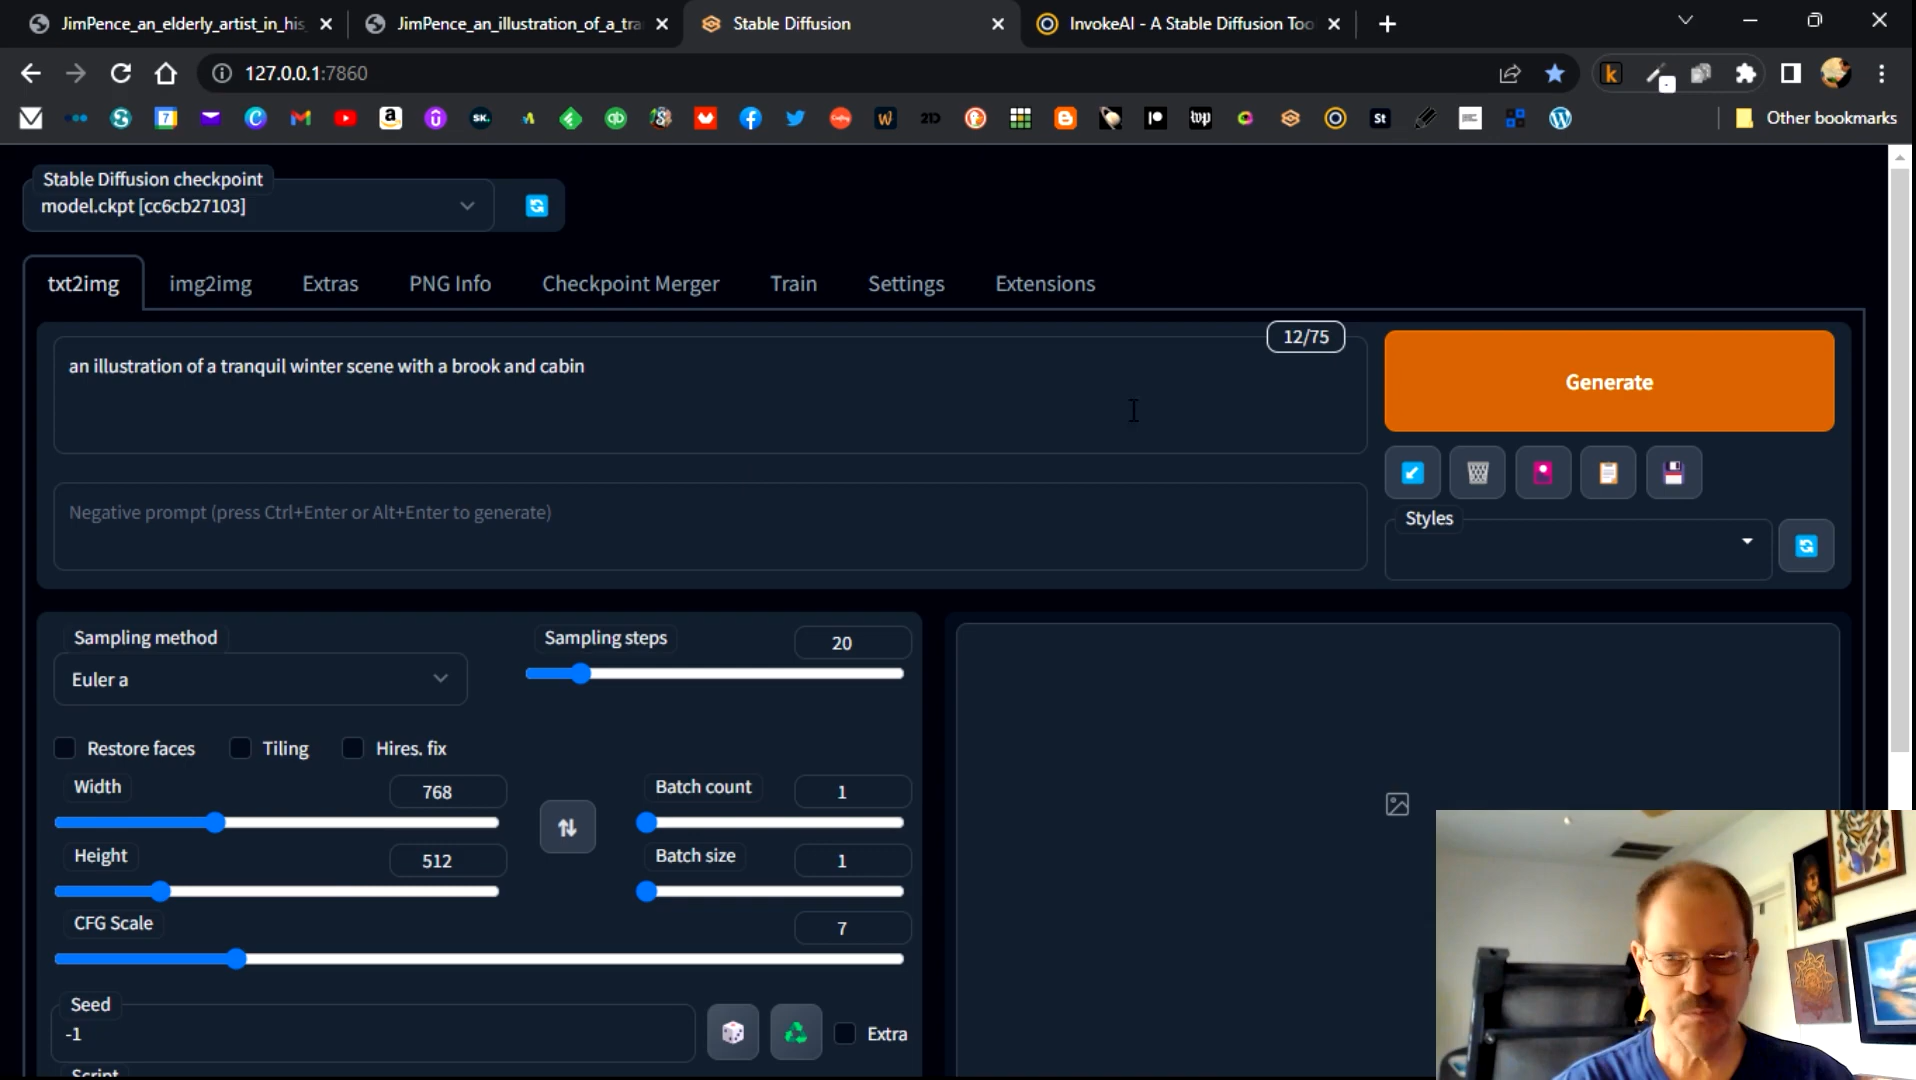 JimPence_an_elderly_artist_in_his
JimPence_an_illustration_of_a_tra
Stable Diffusion
InvokeAI - A Stable Diffusion Too
127.0.0.1:7860
Other bookmarks
Stable Diffusion checkpoint
model.ckpt [cc6cb27103]
txt2img
img2img
Extras
PNG Info
Checkpoint Merger
Train
Settings
Extensions
12/75
an illustration of a tranquil winter scene with a brook and cabin
Generate
Negative prompt (press Ctrl+Enter or Alt+Enter to generate)
Styles
Sampling method
Euler a
Sampling steps
20
Restore faces
Tiling
Hires. fix
Width
768
Batch count
1
Height
512
Batch size
1
CFG Scale
7
Seed
-1
Extra
Script